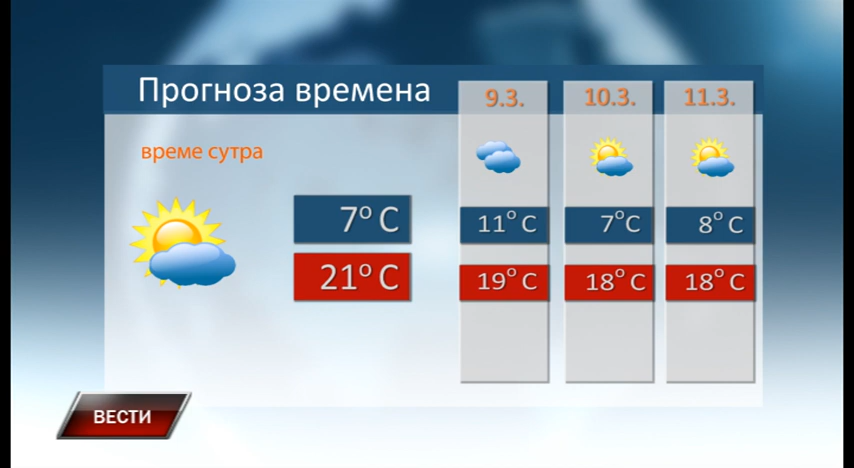 Прогноза времена
9.3.
10.3.
11.3.
време сутра
7° C
11° C
7°C
8° C
21° C
19° C
18° C
18° C
ВЕСТИ